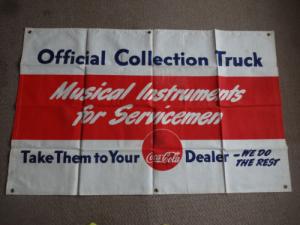 Official Collection Truck
Musical Instruments
for Servicemen
Take Them to Your Coca-Cola Dealer - WE DO
THE REST